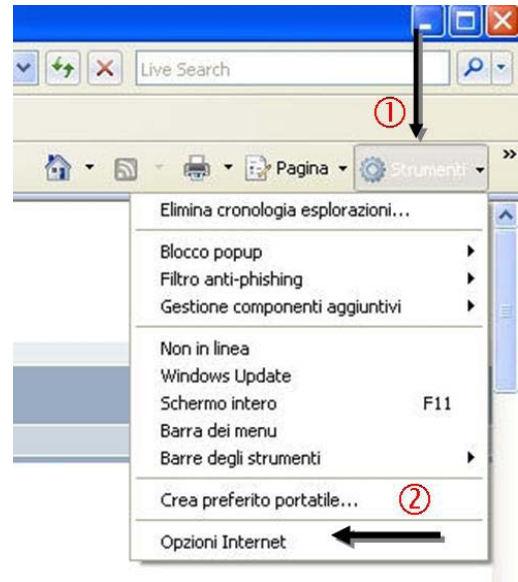 Live Search
①
Pagina Strumenti »
Elimina cronologia esplorazioni...
Blocco popup
Filtro anti-phishing
Gestione componenti aggiuntivi
Non in linea
Windows Update
Schermo intero F11
Barra dei menu
Barre degli strumenti
Crea preferito portatile... ②
Opzioni Internet